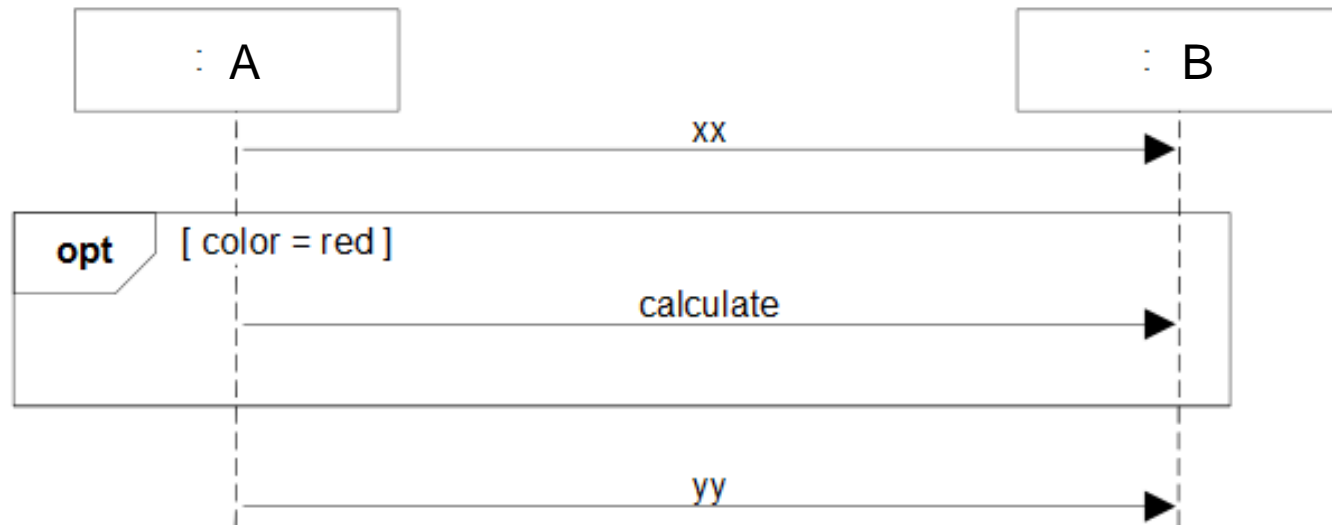 : A
: B
xx
opt [ color = red ]
calculate
yy